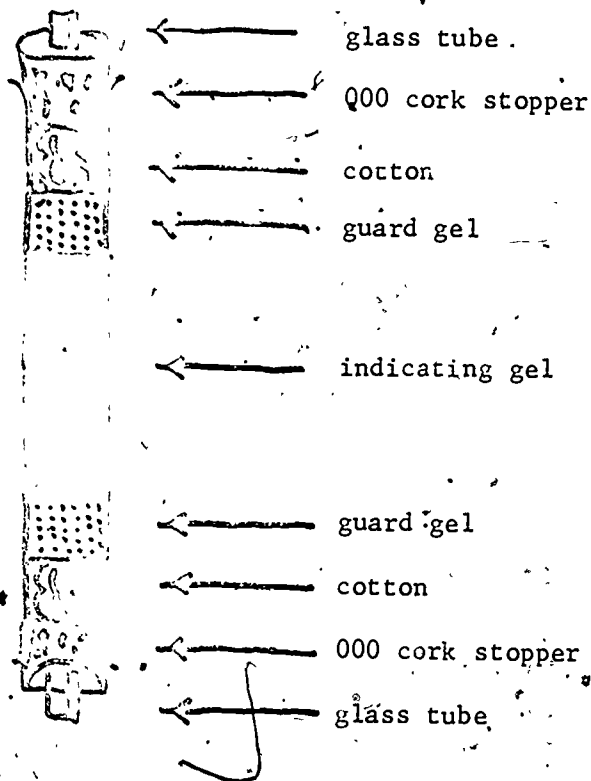 glass tube.
Q00 cork stopper
cotton
guard gel
indicating gel
guard gel
cotton
000 cork stopper
glass tube